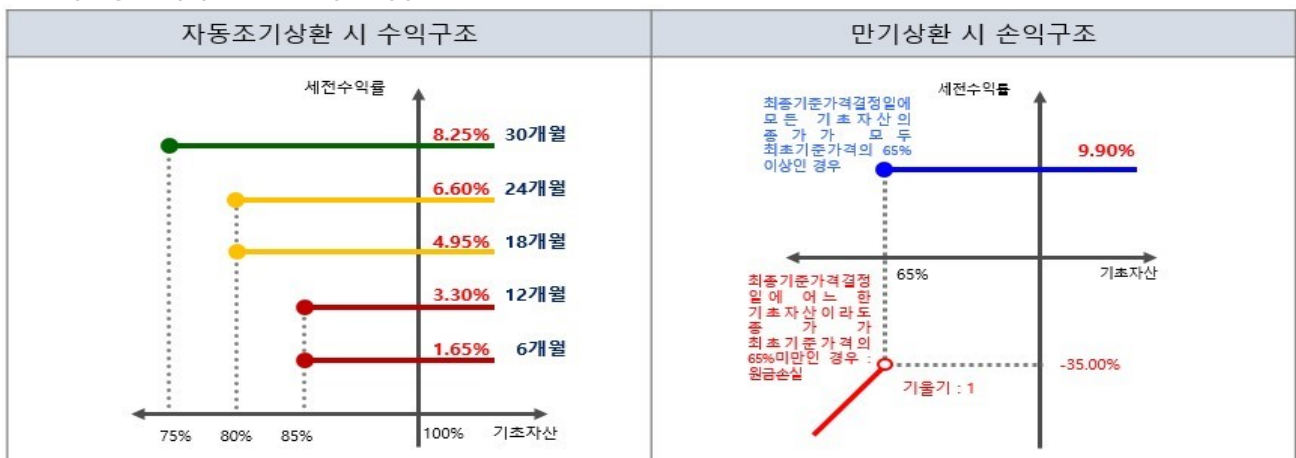 자동조기상환 시 수익구조
만기상환 시 손익구조
세전수익률
8.25% 30개월
6.60% 24개월
4.95% 18개월
3.30% 12개월
1.65% 6개월
75% 80% 85% 100% 기초자산
세전수익률
최종기준가격결정일에
모든 기초자산의
종가가 모두
최초기준가격의 65%
이상인 경우
9.90%
65%
기초자산
최종기준가격결정
일에 어느 한
기초자산이라도
종가가
최초기준가격의
65%미만인 경우 :
원금손실
-35.00%
기울기 : 1